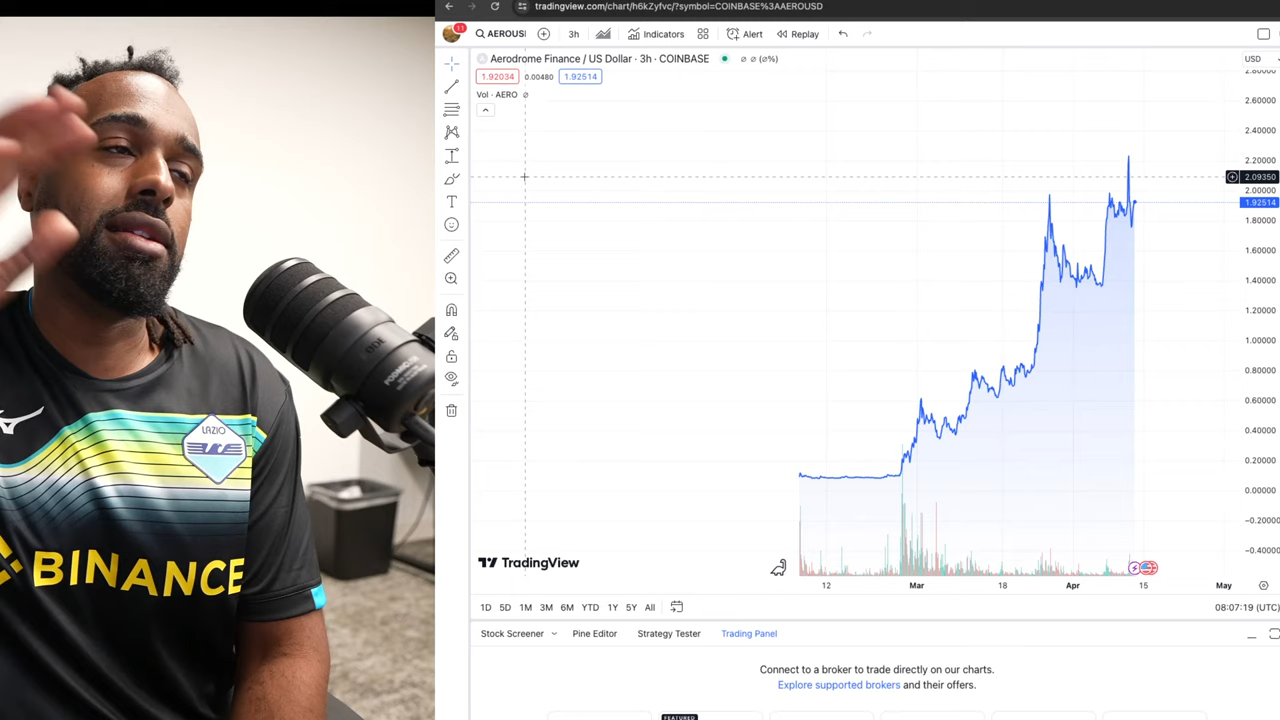 tradingview.com/chart/h6kZyfvc/?symbol=COINBASE%3AAEROUSD
11
AEROUSI
3h
Indicators
Alert
Replay
Aerodrome Finance / US Dollar · 3h · COINBASE
∅ ∅ (∅%)
USD
1.92034
0.00480
1.92514
Vol · AERO ∅
2.80000
2.60000
2.40000
2.20000
2.09350
2.00000
1.92514
1.80000
1.60000
1.40000
1.20000
1.00000
0.80000
0.60000
0.40000
0.20000
0.00000
−0.20000
−0.40000
LAZIO
BINANCE
PODMIC
TradingView
12
Mar
18
Apr
15
May
1D 5D 1M 3M 6M YTD 1Y 5Y All
08:07:19 (UTC)
Stock Screener
Pine Editor
Strategy Tester
Trading Panel
Connect to a broker to trade directly on our charts.
Explore supported brokers and their offers.
FEATURED